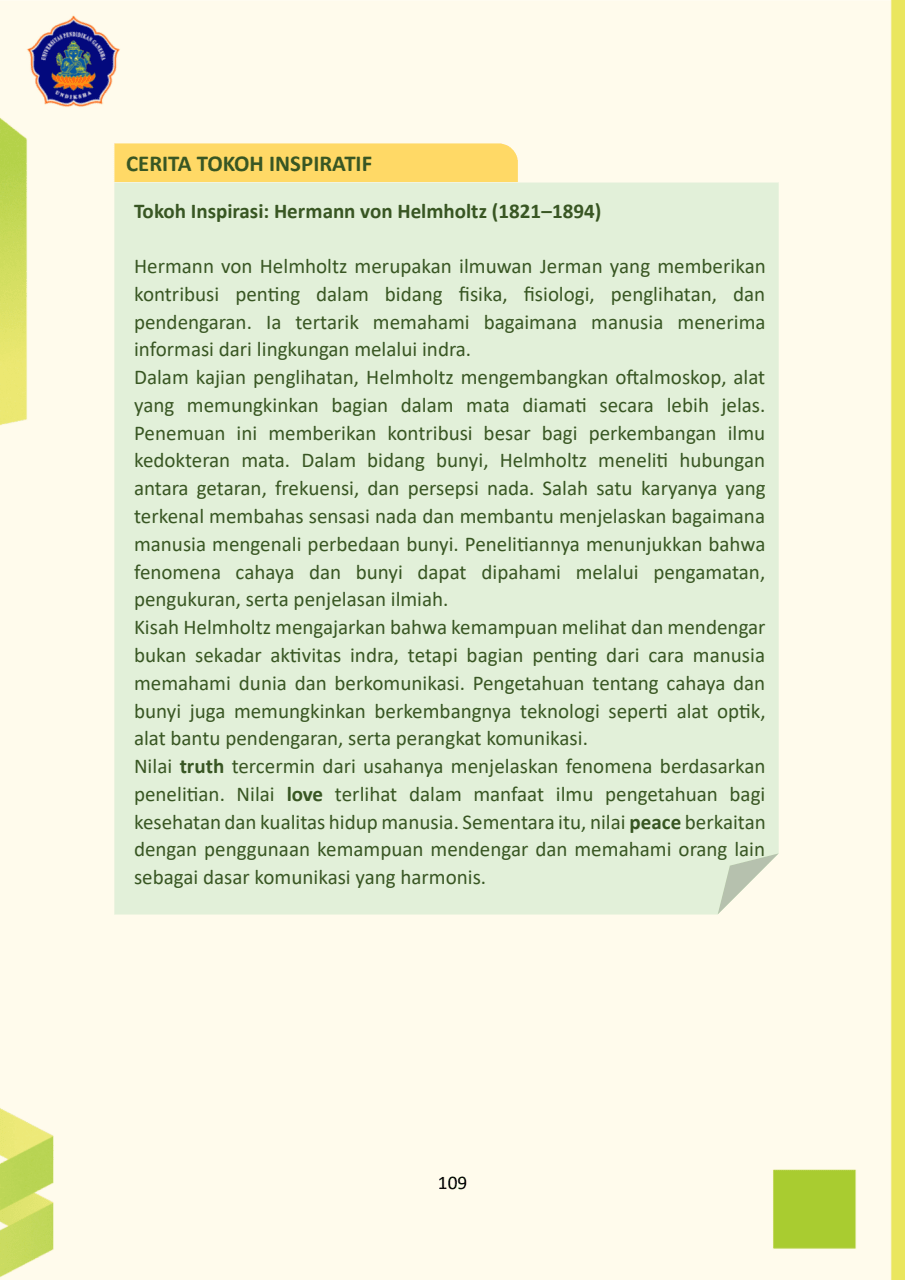 UNIVERSITAS PENDIDIKAN GANESHA
UNDIKSHA
CERITA TOKOH INSPIRATIF
Tokoh Inspirasi: Hermann von Helmholtz (1821–1894)
Hermann von Helmholtz merupakan ilmuwan Jerman yang memberikan
kontribusi penting dalam bidang fisika, fisiologi, penglihatan, dan
pendengaran. Ia tertarik memahami bagaimana manusia menerima
informasi dari lingkungan melalui indra.
Dalam kajian penglihatan, Helmholtz mengembangkan oftalmoskop, alat
yang memungkinkan bagian dalam mata diamati secara lebih jelas.
Penemuan ini memberikan kontribusi besar bagi perkembangan ilmu
kedokteran mata. Dalam bidang bunyi, Helmholtz meneliti hubungan
antara getaran, frekuensi, dan persepsi nada. Salah satu karyanya yang
terkenal membahas sensasi nada dan membantu menjelaskan bagaimana
manusia mengenali perbedaan bunyi. Penelitiannya menunjukkan bahwa
fenomena cahaya dan bunyi dapat dipahami melalui pengamatan,
pengukuran, serta penjelasan ilmiah.
Kisah Helmholtz mengajarkan bahwa kemampuan melihat dan mendengar
bukan sekadar aktivitas indra, tetapi bagian penting dari cara manusia
memahami dunia dan berkomunikasi. Pengetahuan tentang cahaya dan
bunyi juga memungkinkan berkembangnya teknologi seperti alat optik,
alat bantu pendengaran, serta perangkat komunikasi.
Nilai truth tercermin dari usahanya menjelaskan fenomena berdasarkan
penelitian. Nilai love terlihat dalam manfaat ilmu pengetahuan bagi
kesehatan dan kualitas hidup manusia. Sementara itu, nilai peace berkaitan
dengan penggunaan kemampuan mendengar dan memahami orang lain
sebagai dasar komunikasi yang harmonis.
109